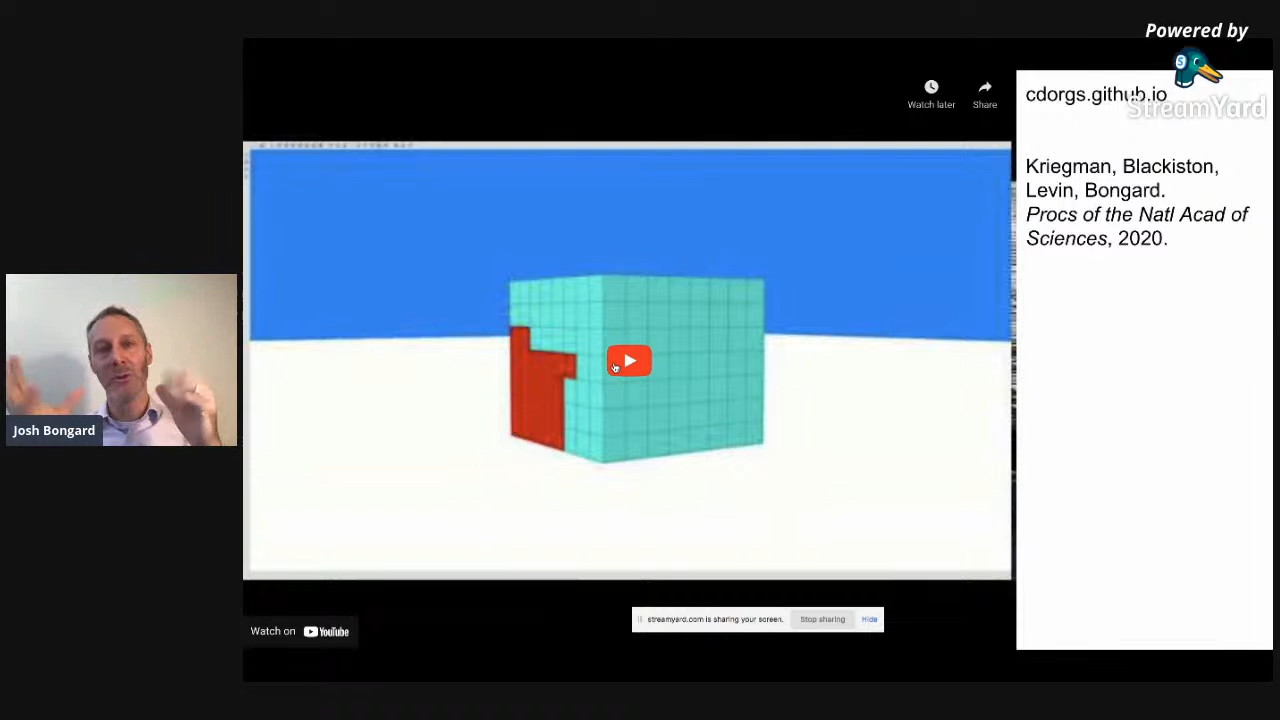 Powered by
StreamYard
Watch later
Share
cdorgs.github.io
Kriegman, Blackiston,
Levin, Bongard.
Procs of the Natl Acad of
Sciences, 2020.
Josh Bongard
streamyard.com is sharing your screen.
Stop sharing
Hide
Watch on YouTube